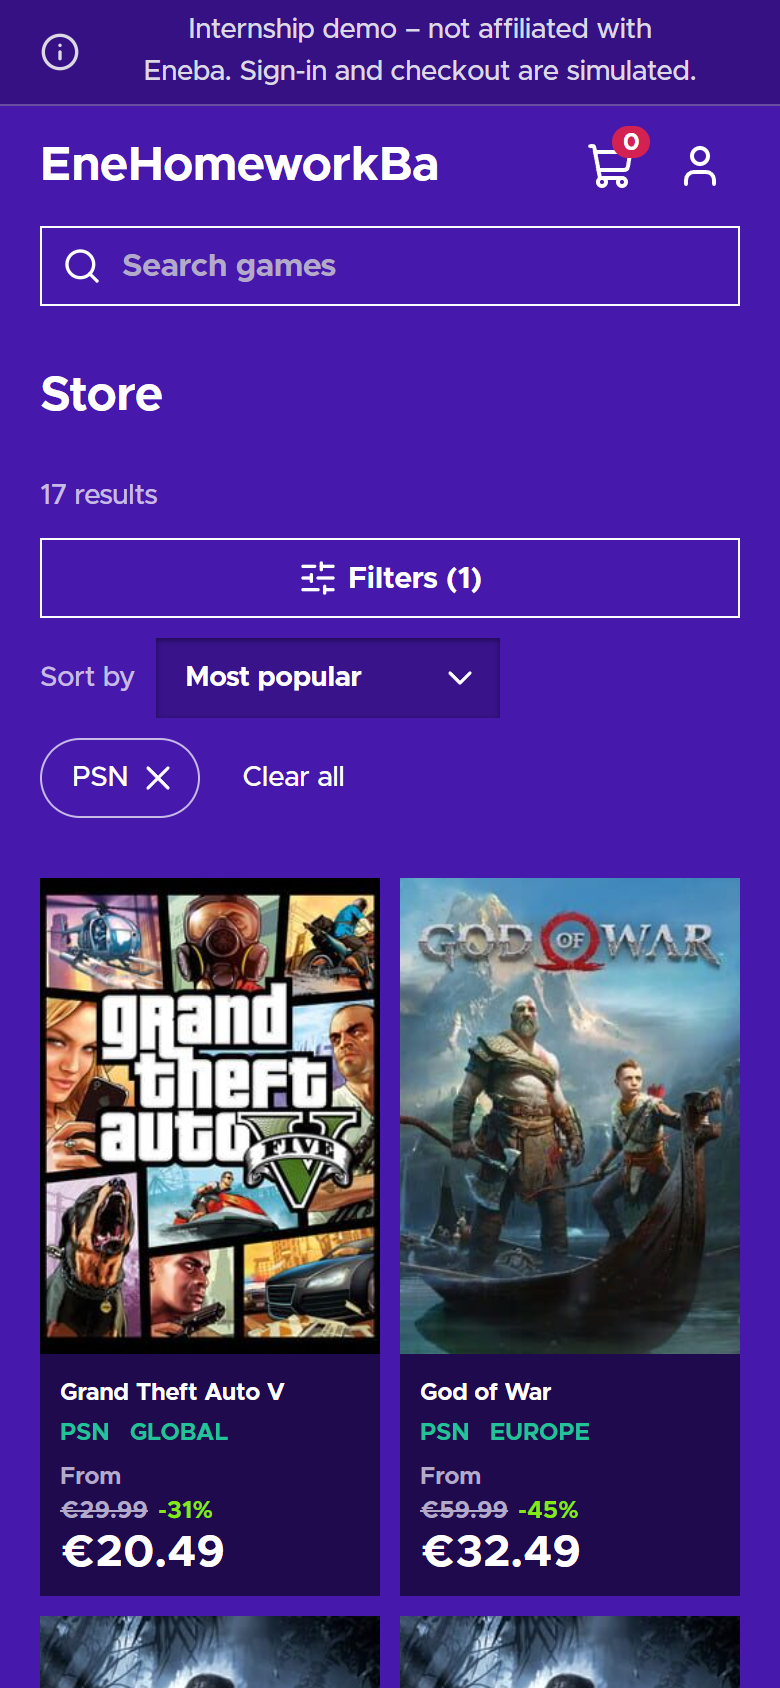 Internship demo – not affiliated with
Eneba. Sign-in and checkout are simulated.
EneHomeworkBa
0
Search games
Store
17 results
Filters (1)
Sort by
Most popular
PSN
Clear all
grand
theft
auto
FIVE
GOD OF WAR
Grand Theft Auto V
PSN GLOBAL
From
€29.99 -31%
€20.49
God of War
PSN EUROPE
From
€59.99 -45%
€32.49